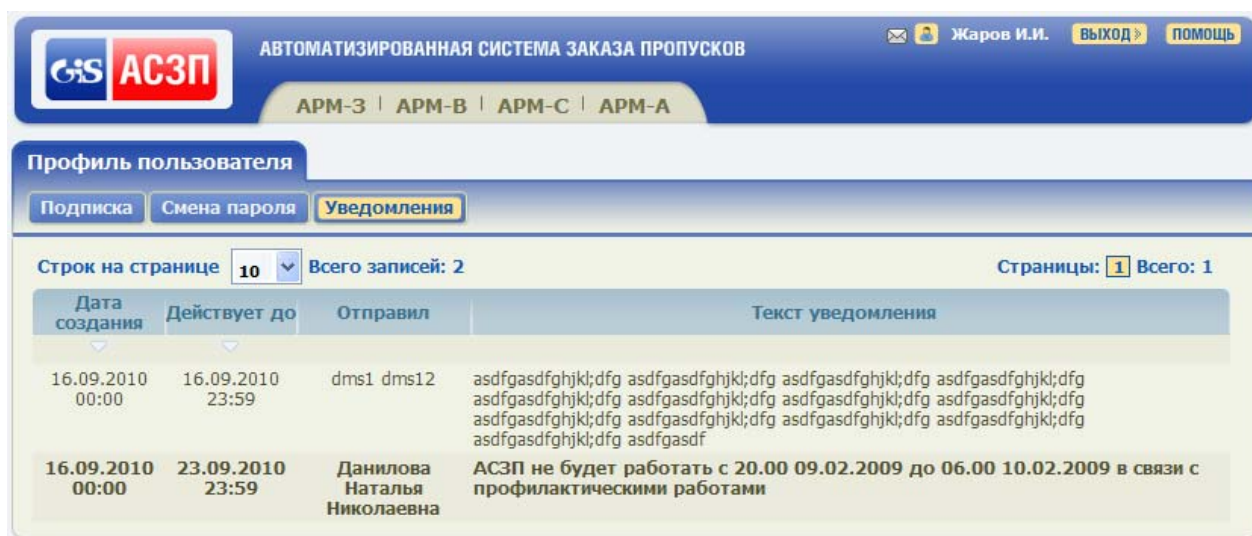 GiS АСЗП
АВТОМАТИЗИРОВАННАЯ СИСТЕМА ЗАКАЗА ПРОПУСКОВ
Жаров И.И. ВЫХОД ПОМОЩЬ
АРМ-З | АРМ-В | АРМ-С | АРМ-А
Профиль пользователя
Подписка Смена пароля Уведомления
Строк на странице 10 Всего записей: 2 Страницы: 1 Всего: 1
Дата создания Действует до Отправил Текст уведомления
16.09.2010 16.09.2010 dms1 dms12 asdfgasdfghjkl;dfg asdfgasdfghjkl;dfg asdfgasdfghjkl;dfg asdfgasdfghjkl;dfg
00:00 23:59 asdfgasdfghjkl;dfg asdfgasdfghjkl;dfg asdfgasdfghjkl;dfg asdfgasdfghjkl;dfg
asdfgasdfghjkl;dfg asdfgasdfghjkl;dfg asdfgasdfghjkl;dfg asdfgasdfghjkl;dfg
asdfgasdfghjkl;dfg asdfgasdf
16.09.2010 23.09.2010 Данилова АСЗП не будет работать с 20.00 09.02.2009 до 06.00 10.02.2009 в связи с
00:00 23:59 Наталья профилактическими работами
Николаевна